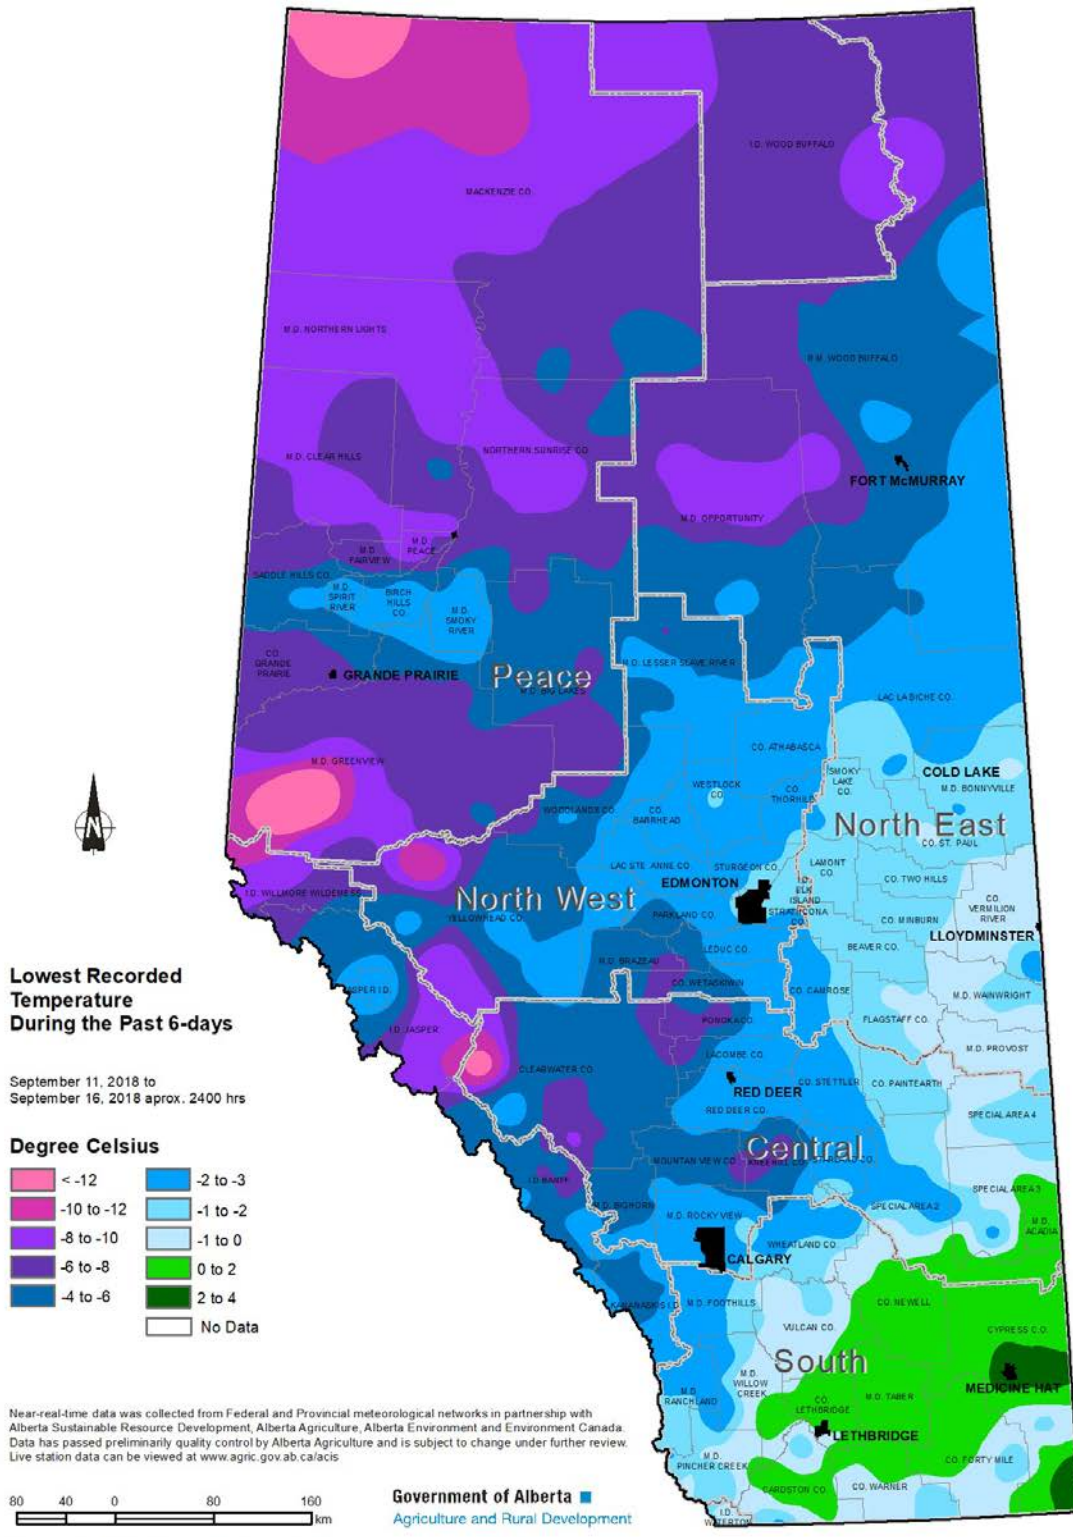 I.D. WOOD BUFFALO
MACKENZIE CO.
M.D. NORTHERN LIGHTS
R.M. WOOD BUFFALO
NORTHERN SUNRISE CO
M.D. CLEAR HILLS
FORT McMURRAY
M.D. OPPORTUNITY
M.D.
PEACE
M.D.
FAIRVIEW
SADDLE HILLS CO.
M.D.
SPIRIT
RIVER
BIRCH
HILLS
CO.
M.D.
SMOKY
RIVER
CO.
GRANDE
PRAIRIE
GRANDE PRAIRIE
Peace
M.D. BIG LAKES
M.D. LESSER SLAVE RIVER
LAC LA BICHE CO.
CO. ATHABASCA
M.D. GREENVIEW
SMOKY
LAKE
CO.
COLD LAKE
M.D. BONNYVILLE
WESTLOCK
CO.
CO.
THORHILD
WOODLANDS CO.
CO.
BARRHEAD
North East
CO. ST. PAUL
LAC STE ANNE CO.
STURGEON CO.
LAMONT
CO.
CO. TWO HILLS
EDMONTON
I.D.
ELK
ISLAND
I.D. WILLMORE WILDERNESS
North West
YELLOWHEAD CO.
PARKLAND CO.
STRATHCONA
CO.
CO.
VERMILION
RIVER
CO. MINBURN
LLOYDMINSTER
LEDUC CO.
BEAVER CO.
M.D. BRAZEAU
CO. WETASKIWIN
CO. CAMROSE
M.D. WAINWRIGHT
JASPER I.D.
I.D. JASPER
PONOKA CO.
FLAGSTAFF CO.
M.D. PROVOST
LACOMBE CO.
CLEARWATER CO.
RED DEER
CO. STETTLER
CO. PAINTEARTH
RED DEER CO.
SPECIAL AREA 4
Central
MOUNTAIN VIEW CO
KNEEHILL CO.
STARLAND CO.
I.D. BANFF
SPECIAL AREA 3
M.D. BIGHORN
M.D. ROCKY VIEW
SPECIAL AREA 2
M.D.
ACADIA
WHEATLAND CO
CALGARY
KANANASKIS I.D.
M.D. FOOTHILLS
CO. NEWELL
VULCAN CO.
CYPRESS CO.
South
M.D.
WILLOW
CREEK
M.D.
RANCHLAND
M.D. TABER
MEDICINE HAT
CO.
LETHBRIDGE
LETHBRIDGE
M.D.
PINCHER CREEK
CO. FORTY MILE
CARDSTON CO.
CO. WARNER
I.D.
WATERTON
N
Lowest Recorded
Temperature
During the Past 6-days
September 11, 2018 to
September 16, 2018 aprox. 2400 hrs
Degree Celsius
< -12
-10 to -12
-8 to -10
-6 to -8
-4 to -6
-2 to -3
-1 to -2
-1 to 0
0 to 2
2 to 4
No Data
Near-real-time data was collected from Federal and Provincial meteorological networks in partnership with
Alberta Sustainable Resource Development, Alberta Agriculture, Alberta Environment and Environment Canada.
Data has passed preliminarily quality control by Alberta Agriculture and is subject to change under further review.
Live station data can be viewed at www.agric.gov.ab.ca/acis
80 40 0 80 160
km
Government of Alberta
Agriculture and Rural Development